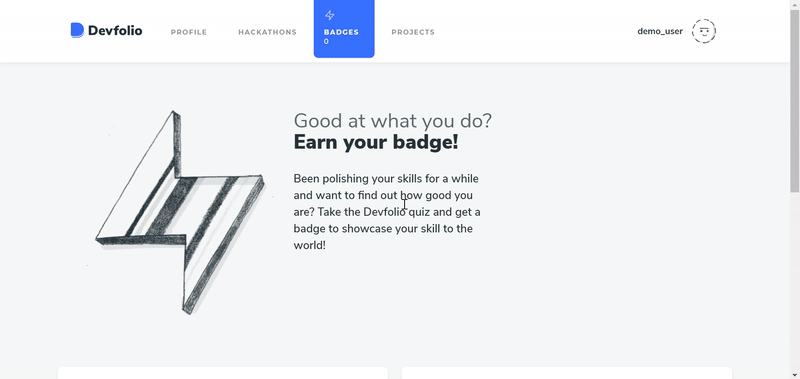 Devfolio
PROFILE
HACKATHONS
BADGES
0
PROJECTS
demo_user
Good at what you do?
Earn your badge!
Been polishing your skills for a while
and want to find out how good you
are? Take the Devfolio quiz and get a
badge to showcase your skill to the
world!